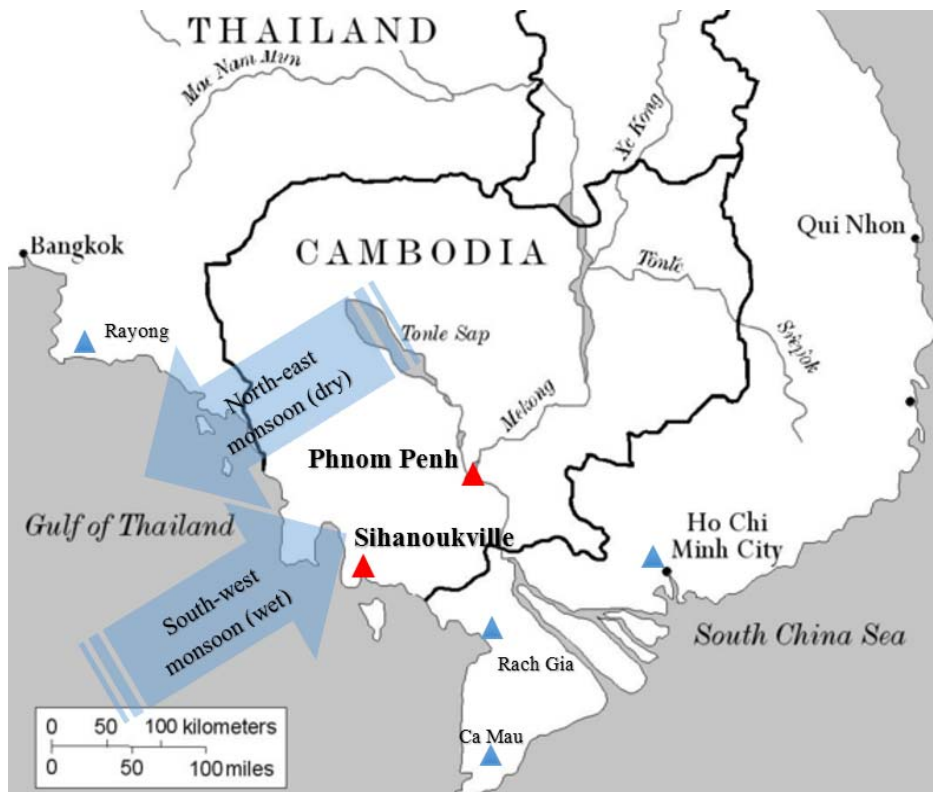 THAILAND
Mae Nam Mun
Xe Kong
Bangkok
CAMBODIA
Qui Nhon
Tônlé
Rayong
Tonle Sap
Srêpôk
North-east
monsoon (dry)
Mekong
Phnom Penh
Gulf of Thailand
Sihanoukville
Ho Chi
Minh City
South-west
monsoon (wet)
South China Sea
Rach Gia
Ca Mau
0 50 100 kilometers
0 50 100 miles